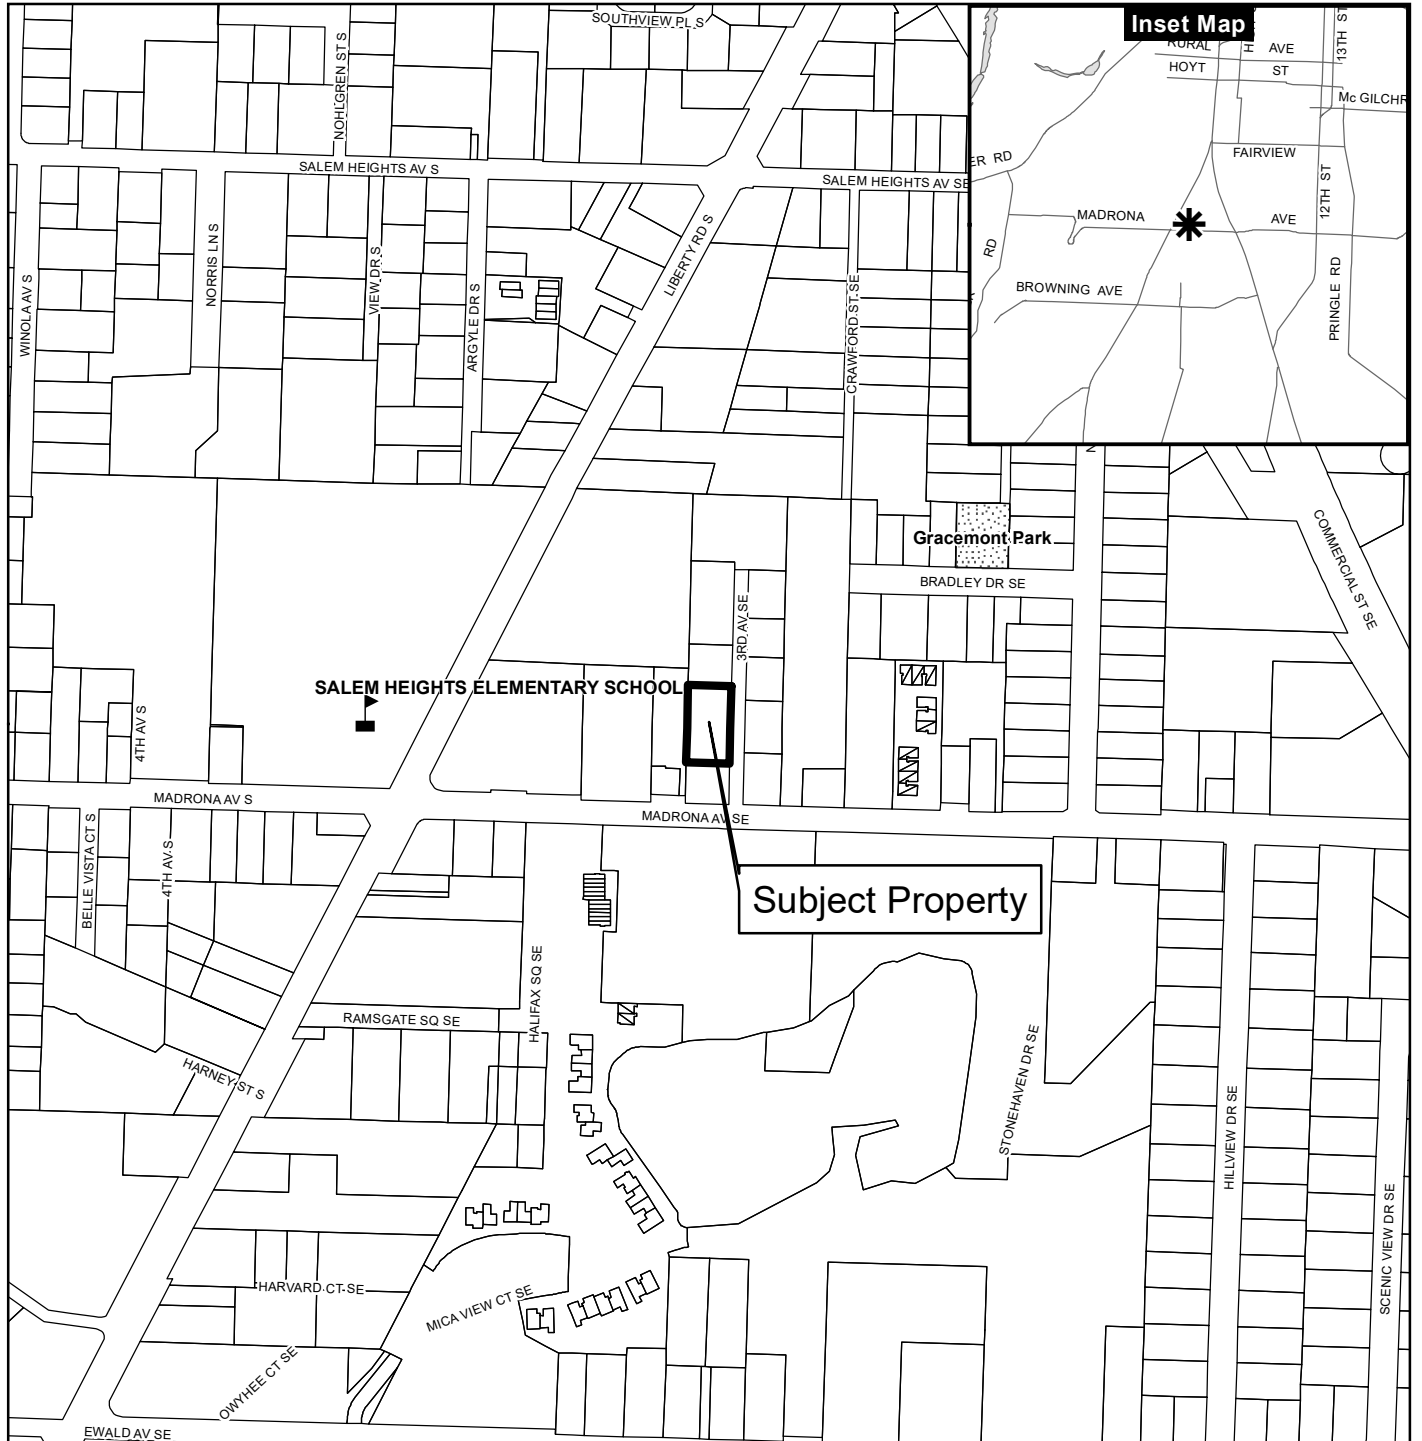 SOUTHVIEW PL S
NOHLGREN ST S
SALEM HEIGHTS AV S
SALEM HEIGHTS AV SE
LIBERTY RD S
WINOLA AV S
NORRIS LN S
VIEW DR S
ARGYLE DR S
CRAWFORD ST SE
Inset Map
RURAL AVE
HOYT ST
13TH ST
Mc GILCHR
FAIRVIEW
ER RD
12TH ST
MADRONA AVE
RD
BROWNING AVE
PRINGLE RD
Gracemont Park
BRADLEY DR SE
COMMERCIAL ST SE
3RD AV SE
SALEM HEIGHTS ELEMENTARY SCHOOL
4TH AV S
MADRONA AV S
MADRONA AV SE
BELLE VISTA CT S
4TH AV S
Subject Property
HALIFAX SQ SE
RAMSGATE SQ SE
HARNEY ST S
STONEHAVEN DR SE
HILLVIEW DR SE
SCENIC VIEW DR SE
HARVARD CT SE
MICA VIEW CT SE
OWYHEE CT SE
EWALD AV SE